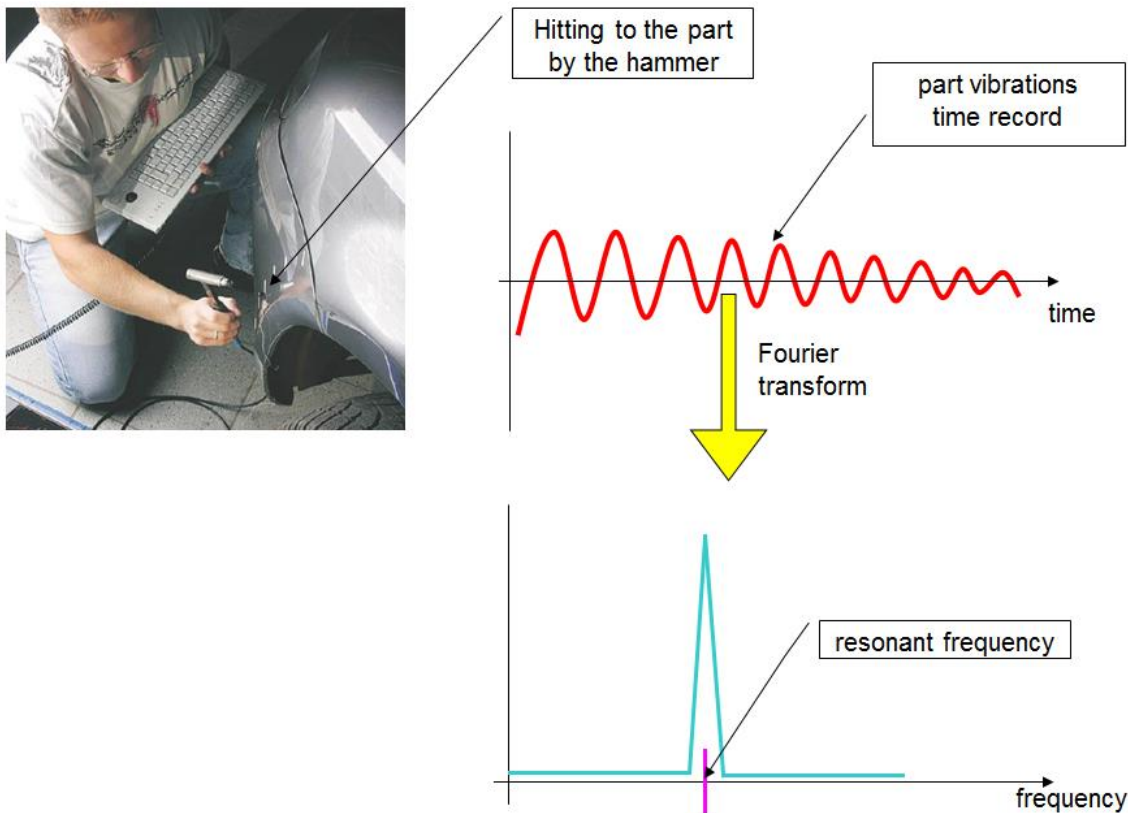 Hitting to the part
by the hammer
part vibrations
time record
time
Fourier
transform
resonant frequency
frequency